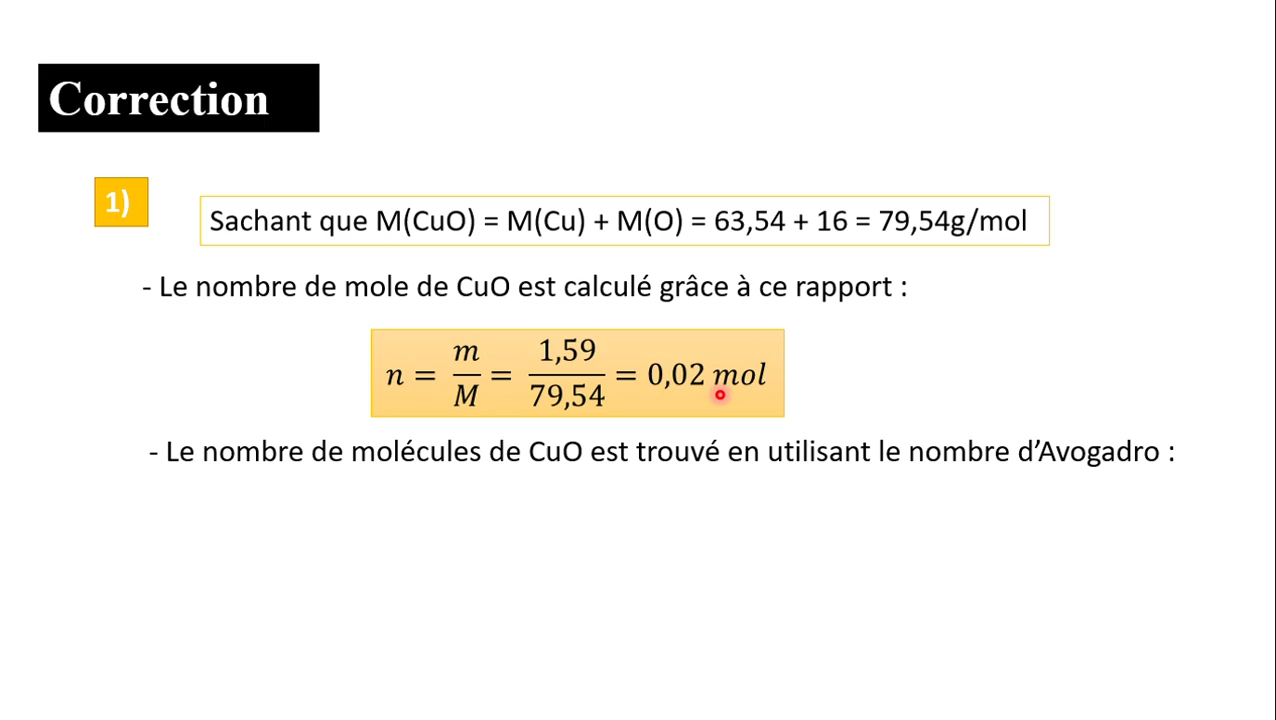 Correction
1)
Sachant que M(CuO) = M(Cu) + M(O) = 63,54 + 16 = 79,54g/mol
- Le nombre de mole de CuO est calculé grâce à ce rapport :
n = m/M = 1,59/79,54 = 0,02 mol
- Le nombre de molécules de CuO est trouvé en utilisant le nombre d’Avogadro :